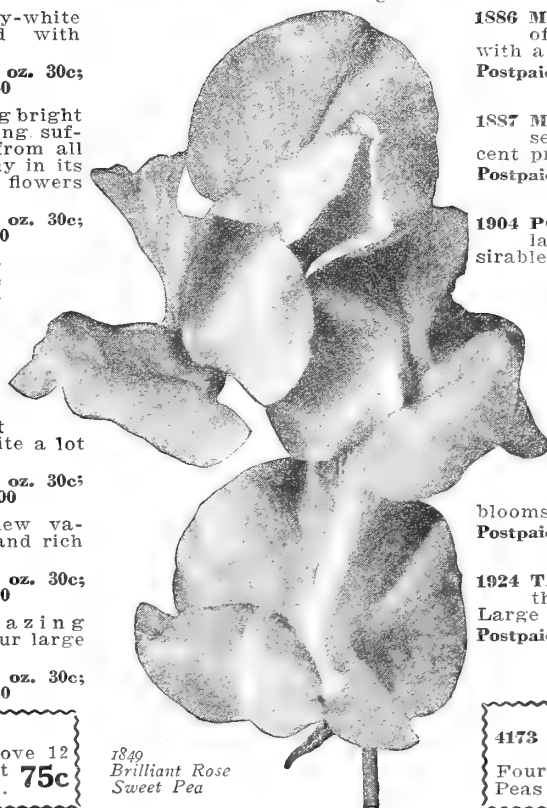 y-white
d with
oz. 30c;
0
g bright
ng suf-
from all
y in its
flowers
oz. 30c;
0
t
ite a lot
oz. 30c;
00
ew va-
and rich
oz. 30c;
0
azing
ur large
oz. 30c;
0
ove 12
t 75c
.
1849
Brilliant Rose
Sweet Pea
1886 M
of
with a
Postpaid
1887 M
se
cent pr
Postpaid
1904 P
la
sirable
blooms
Postpaid
1924 T
th
Large
Postpaid
4173
Four
Peas